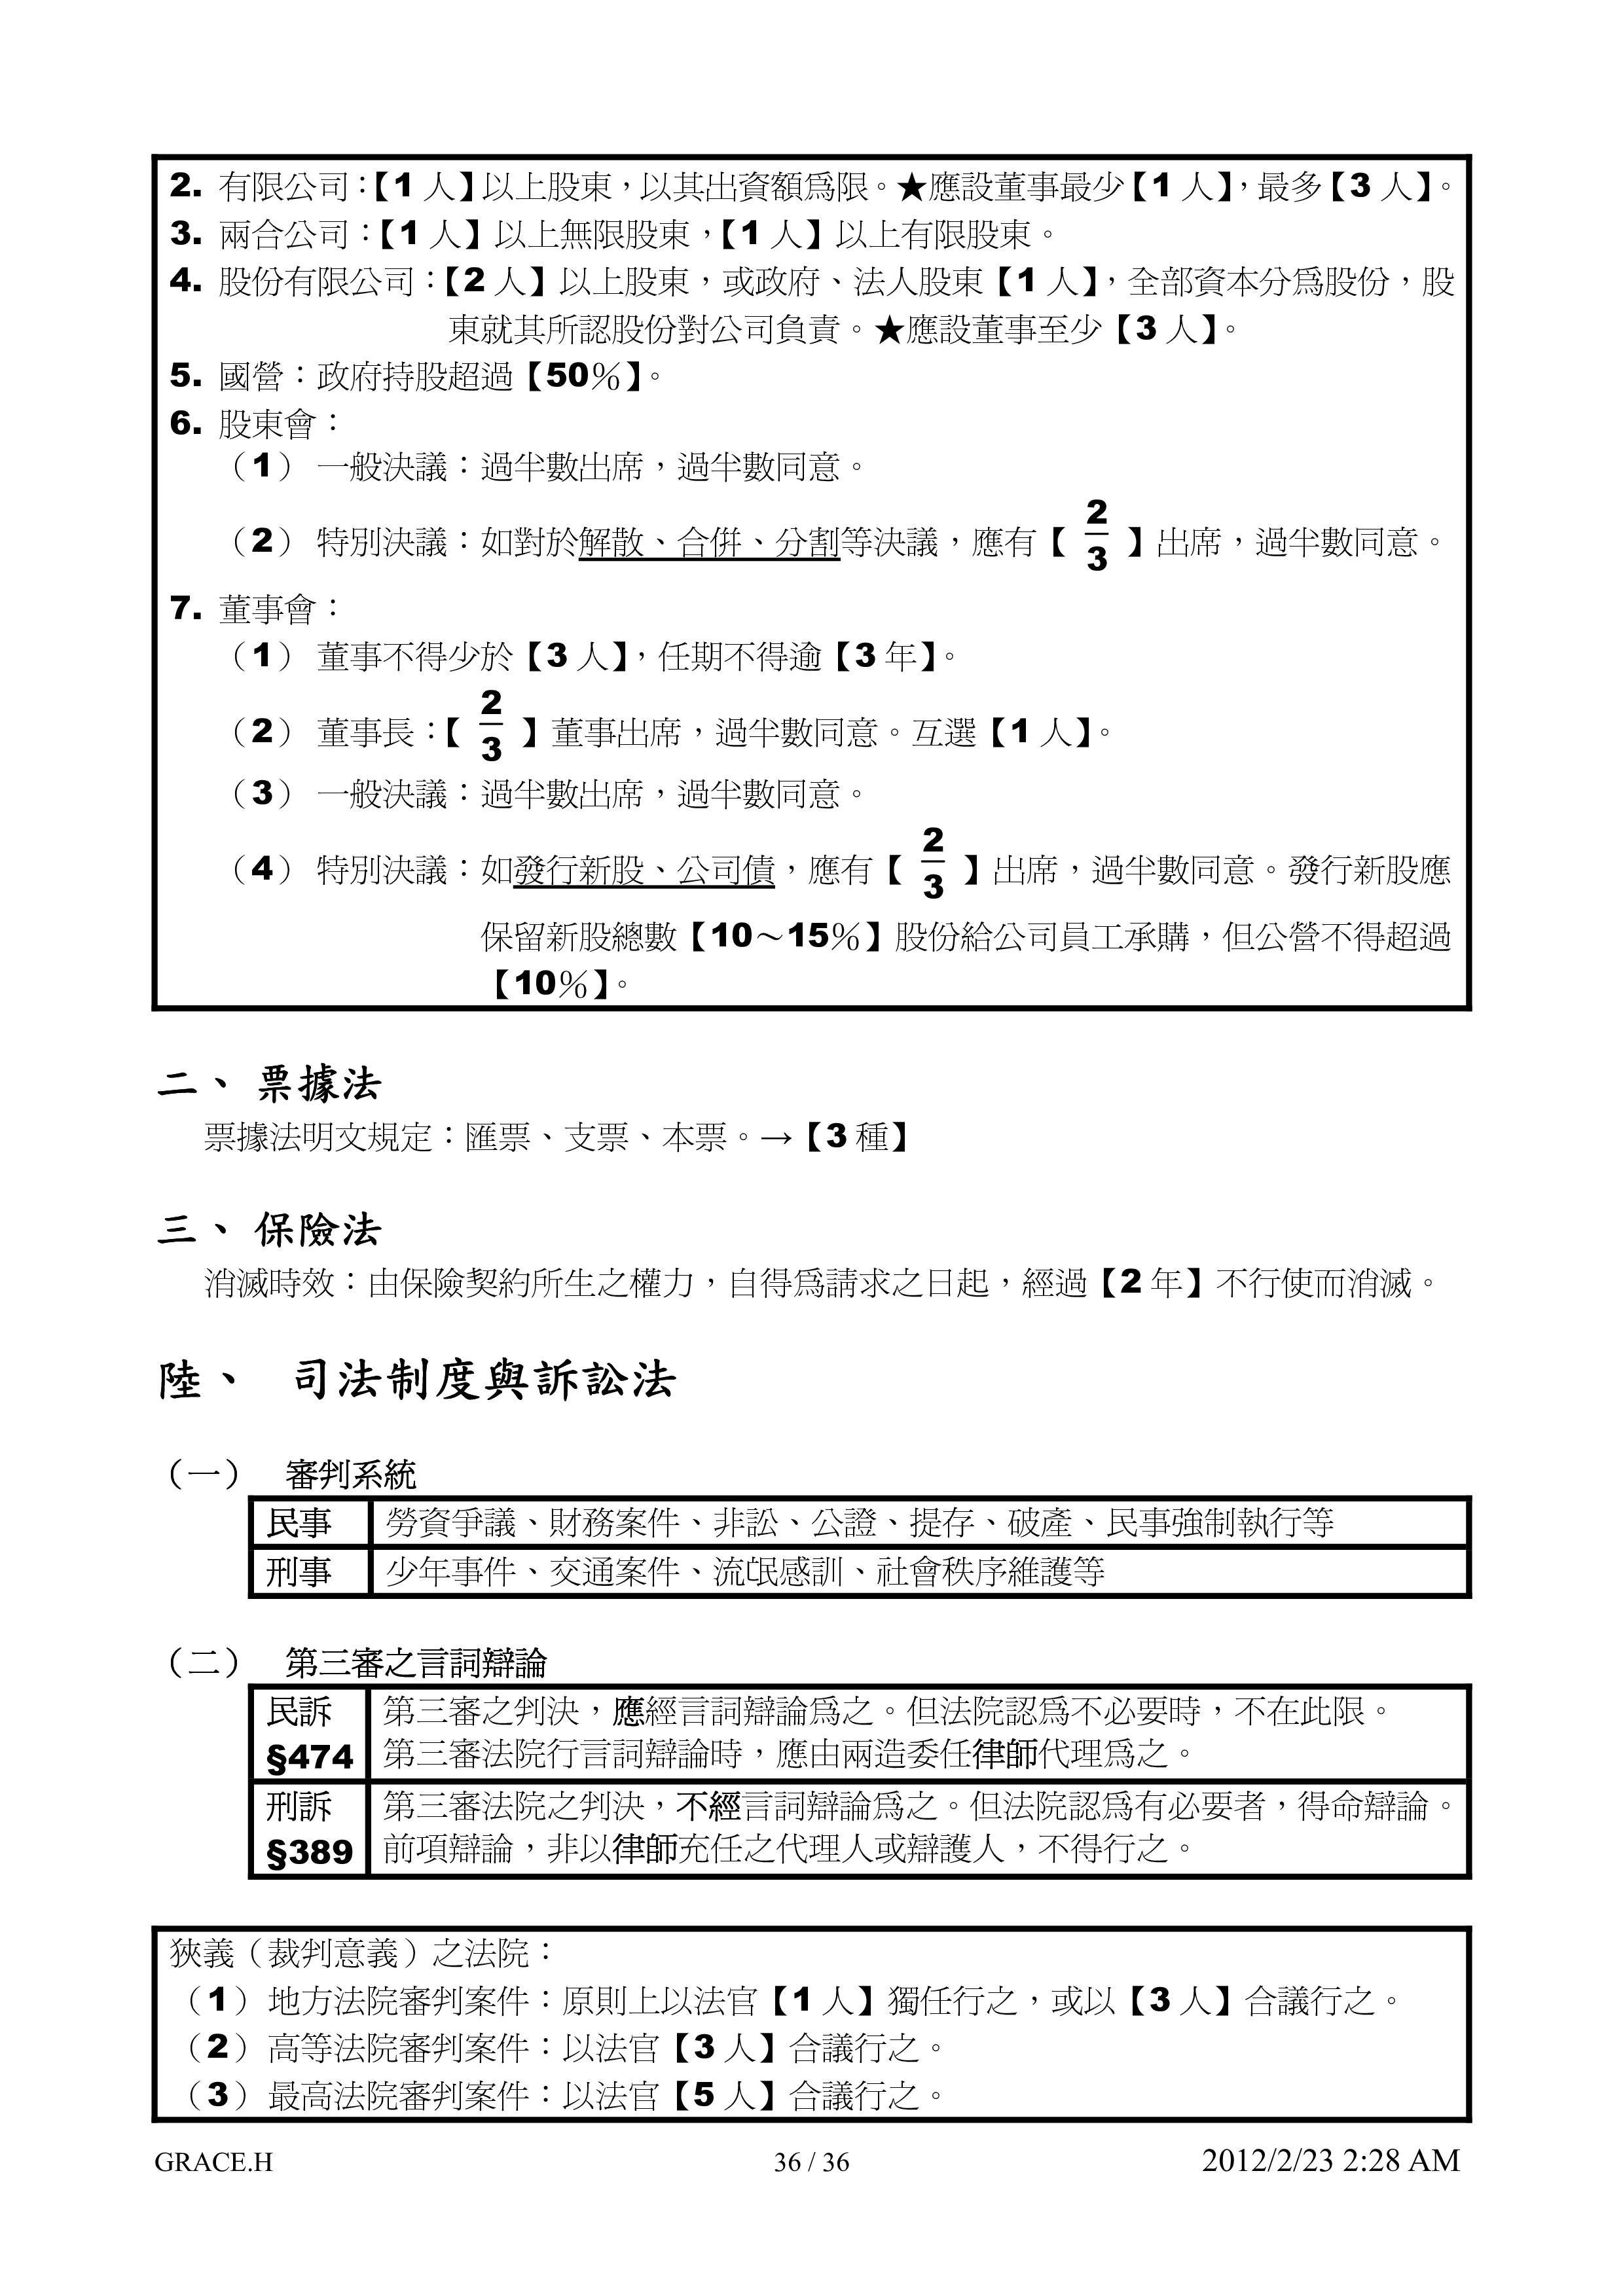 2. 有限公司：【1 人】以上股東，以其出資額為限。★應設董事最少【1 人】，最多【3 人】。
3. 兩合公司：【1 人】以上無限股東，【1 人】以上有限股東。
4. 股份有限公司：【2 人】以上股東，或政府、法人股東【1 人】，全部資本分為股份，股
東就其所認股份對公司負責。★應設董事至少【3 人】。
5. 國營：政府持股超過【50％】。
6. 股東會：
（1） 一般決議：過半數出席，過半數同意。
（2） 特別決議：如對於解散、合併、分割等決議，應有【 2/3 】出席，過半數同意。
7. 董事會：
（1） 董事不得少於【3 人】，任期不得逾【3 年】。
（2） 董事長：【 2/3 】董事出席，過半數同意。互選【1 人】。
（3） 一般決議：過半數出席，過半數同意。
（4） 特別決議：如發行新股、公司債，應有【 2/3 】出席，過半數同意。發行新股應
保留新股總數【10～15％】股份給公司員工承購，但公營不得超過
【10％】。
二、 票據法
票據法明文規定：匯票、支票、本票。→【3 種】
三、 保險法
消滅時效：由保險契約所生之權力，自得為請求之日起，經過【2 年】不行使而消滅。
陸、 司法制度與訴訟法
（一） 審判系統
民事 勞資爭議、財務案件、非訟、公證、提存、破產、民事強制執行等
刑事 少年事件、交通案件、流氓感訓、社會秩序維護等
（二） 第三審之言詞辯論
民訴 第三審之判決，應經言詞辯論為之。但法院認為不必要時，不在此限。
§474 第三審法院行言詞辯論時，應由兩造委任律師代理為之。
刑訴 第三審法院之判決，不經言詞辯論為之。但法院認為有必要者，得命辯論。
§389 前項辯論，非以律師充任之代理人或辯護人，不得行之。
狹義（裁判意義）之法院：
（1）地方法院審判案件：原則上以法官【1 人】獨任行之，或以【3 人】合議行之。
（2）高等法院審判案件：以法官【3 人】合議行之。
（3）最高法院審判案件：以法官【5 人】合議行之。
GRACE.H 36 / 36 2012/2/23 2:28 AM